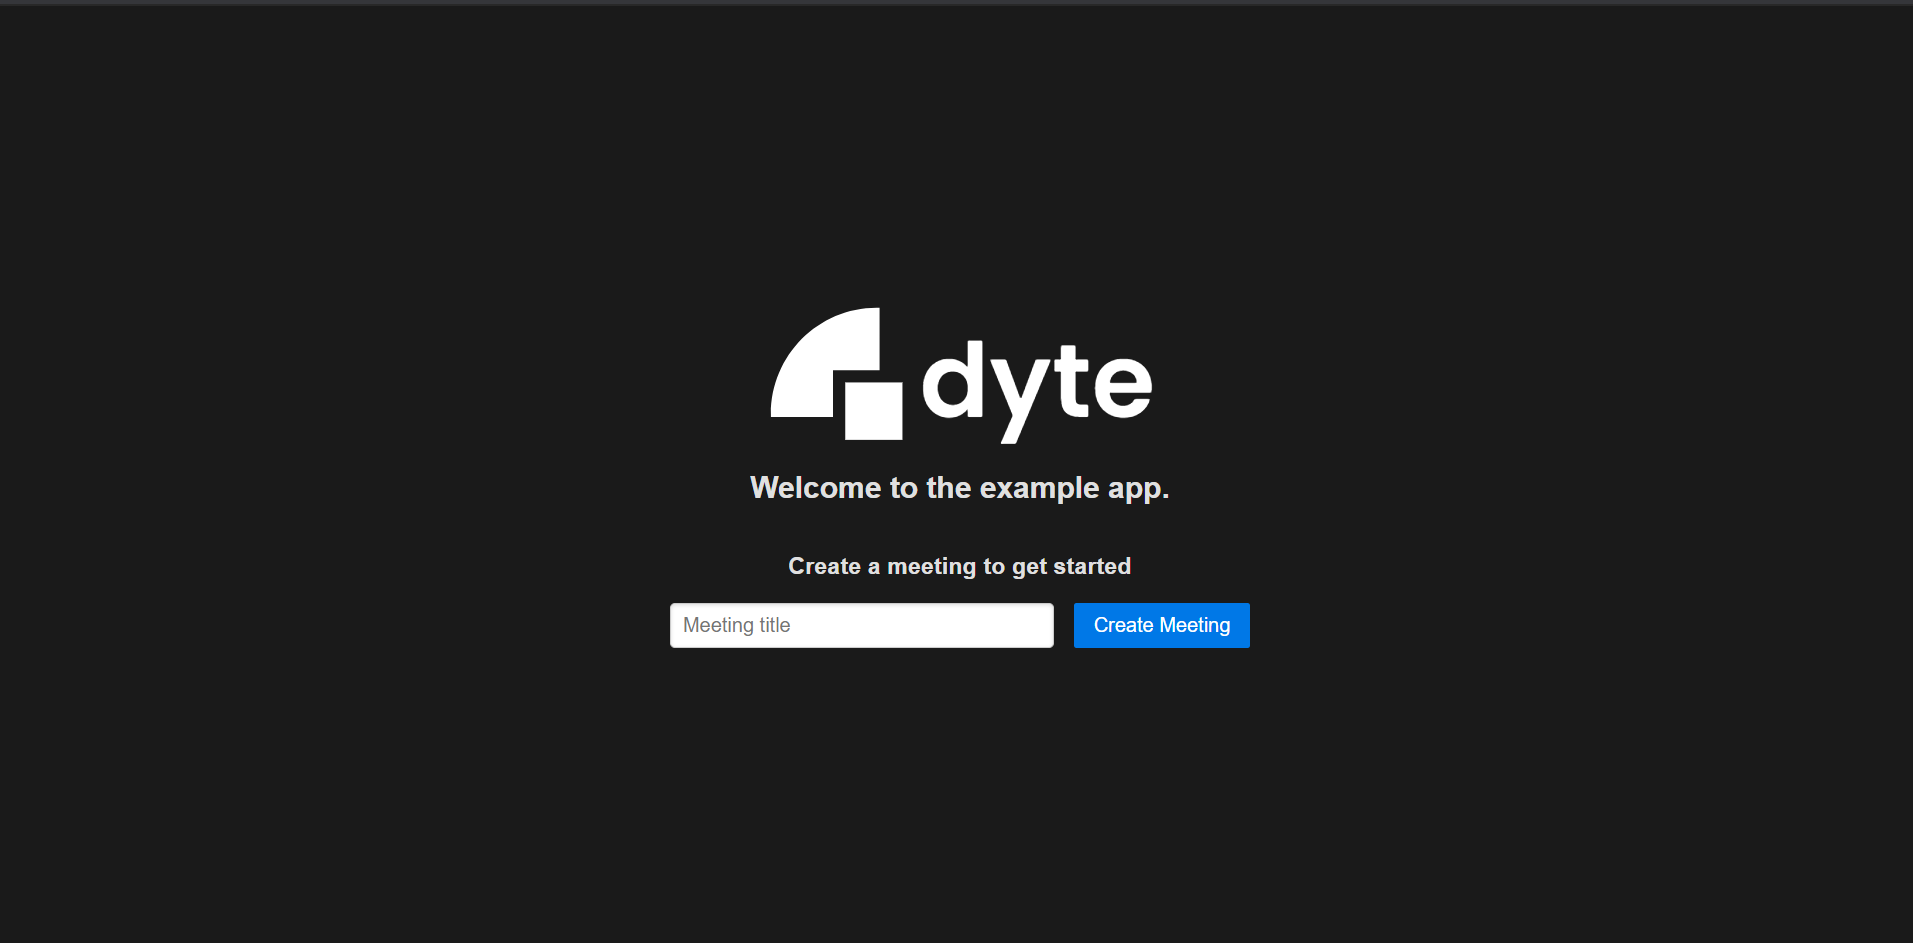 dyte
Welcome to the example app.
Create a meeting to get started
Meeting title
Create Meeting